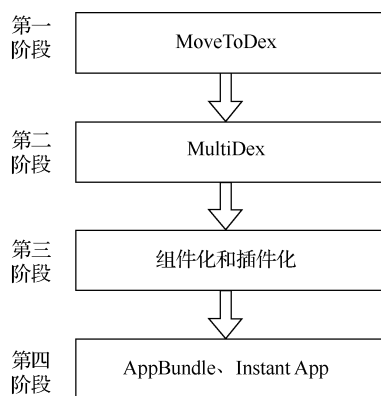 第一
阶段
MoveToDex
第二
阶段
MultiDex
第三
阶段
组件化和插件化
第四
阶段
AppBundle、Instant App